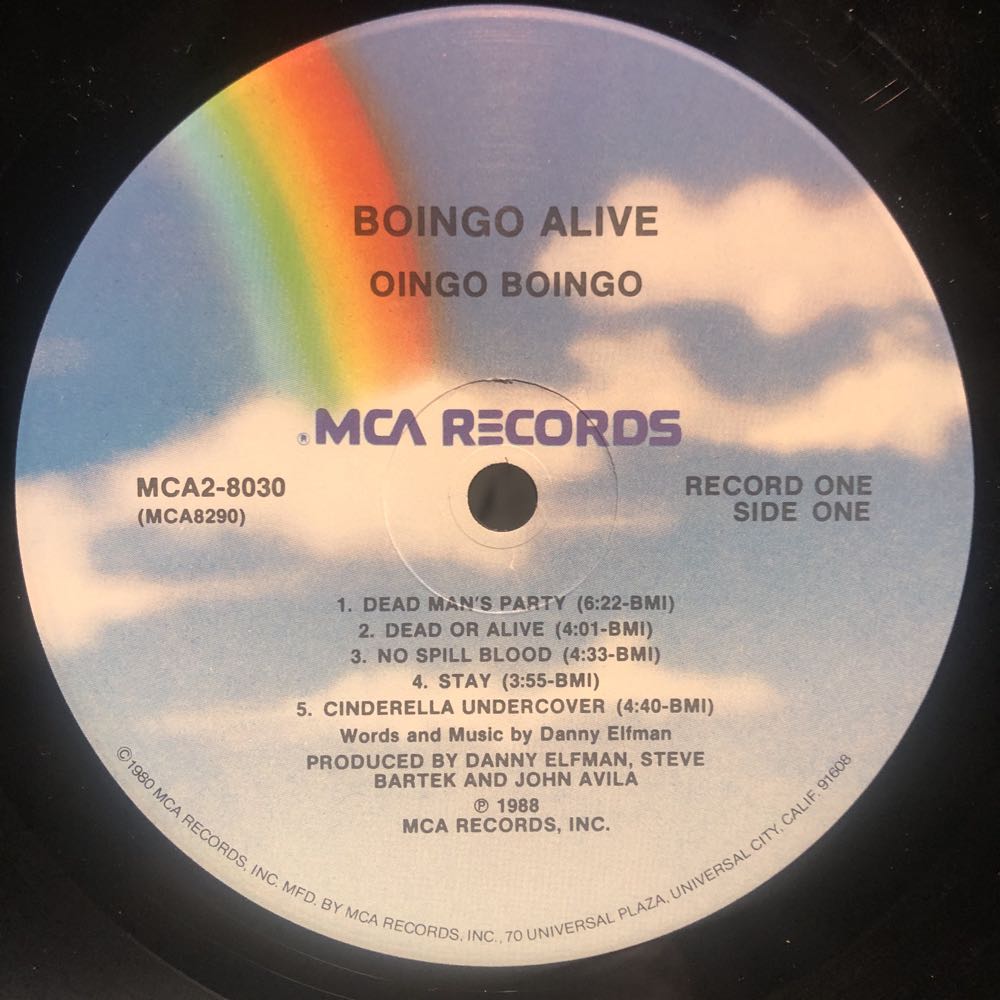 BOINGO ALIVE
OINGO BOINGO
® MCA RECORDS
MCA2-8030
(MCA8290)
RECORD ONE
SIDE ONE
1. DEAD MAN'S PARTY (6:22-BMI)
2. DEAD OR ALIVE (4:01-BMI)
3. NO SPILL BLOOD (4:33-BMI)
4. STAY (3:55-BMI)
5. CINDERELLA UNDERCOVER (4:40-BMI)
Words and Music by Danny Elfman
PRODUCED BY DANNY ELFMAN, STEVE
BARTEK AND JOHN AVILA
℗ 1988
MCA RECORDS, INC.
©1980 MCA RECORDS, INC. MFD. BY MCA RECORDS, INC., 70 UNIVERSAL PLAZA, UNIVERSAL CITY, CALIF. 91608